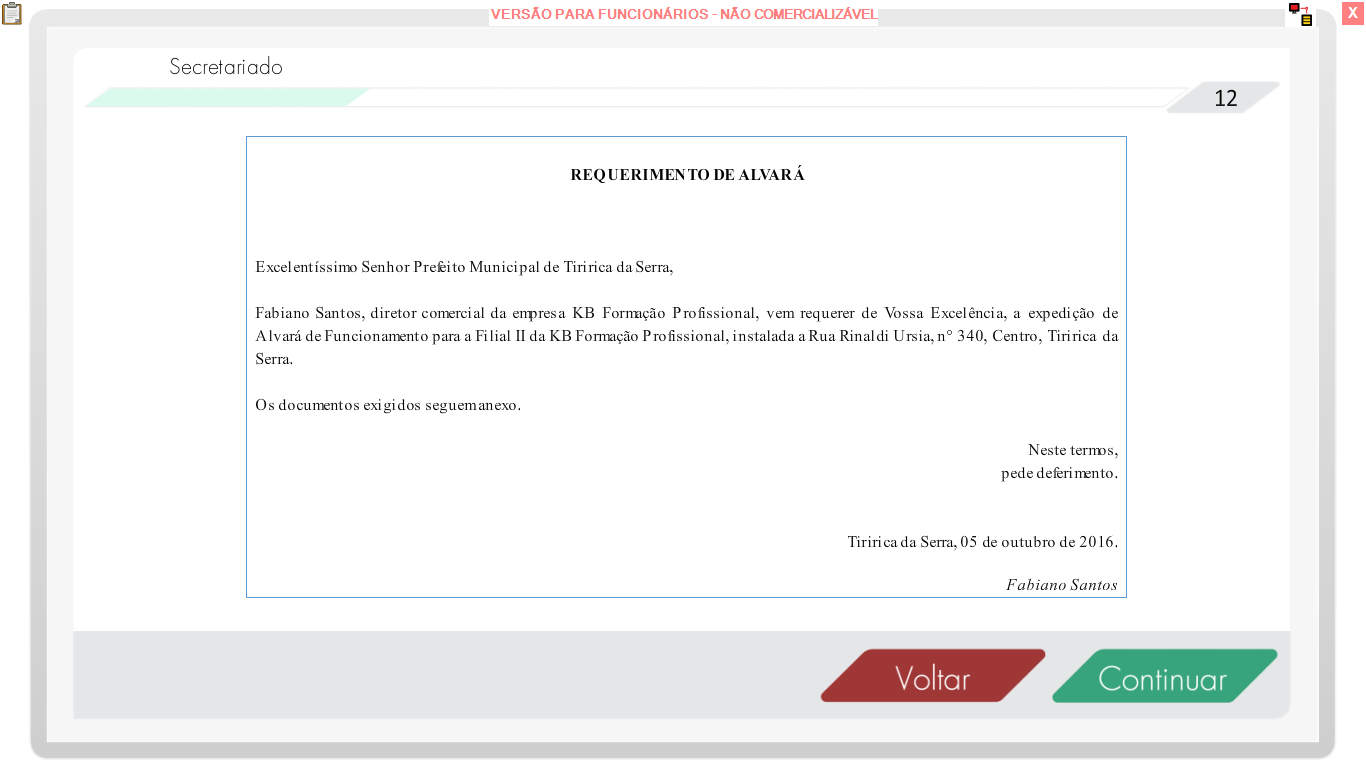 VERSÃO PARA FUNCIONÁRIOS - NÃO COMERCIALIZÁVEL
X
Secretariado
12
REQUERIMENTO DE ALVARÁ
Excelentíssimo Senhor Prefeito Municipal de Tiririca da Serra,
Fabiano Santos, diretor comercial da empresa KB Formação Profissional, vem requerer de Vossa Excelência, a expedição de
Alvará de Funcionamento para a Filial II da KB Formação Profissional, instalada a Rua Rinaldi Ursia, n° 340, Centro, Tiririca da
Serra.
Os documentos exigidos seguem anexo.
Neste termos,
pede deferimento.
Tiririca da Serra, 05 de outubro de 2016.
Fabiano Santos
Voltar
Continuar